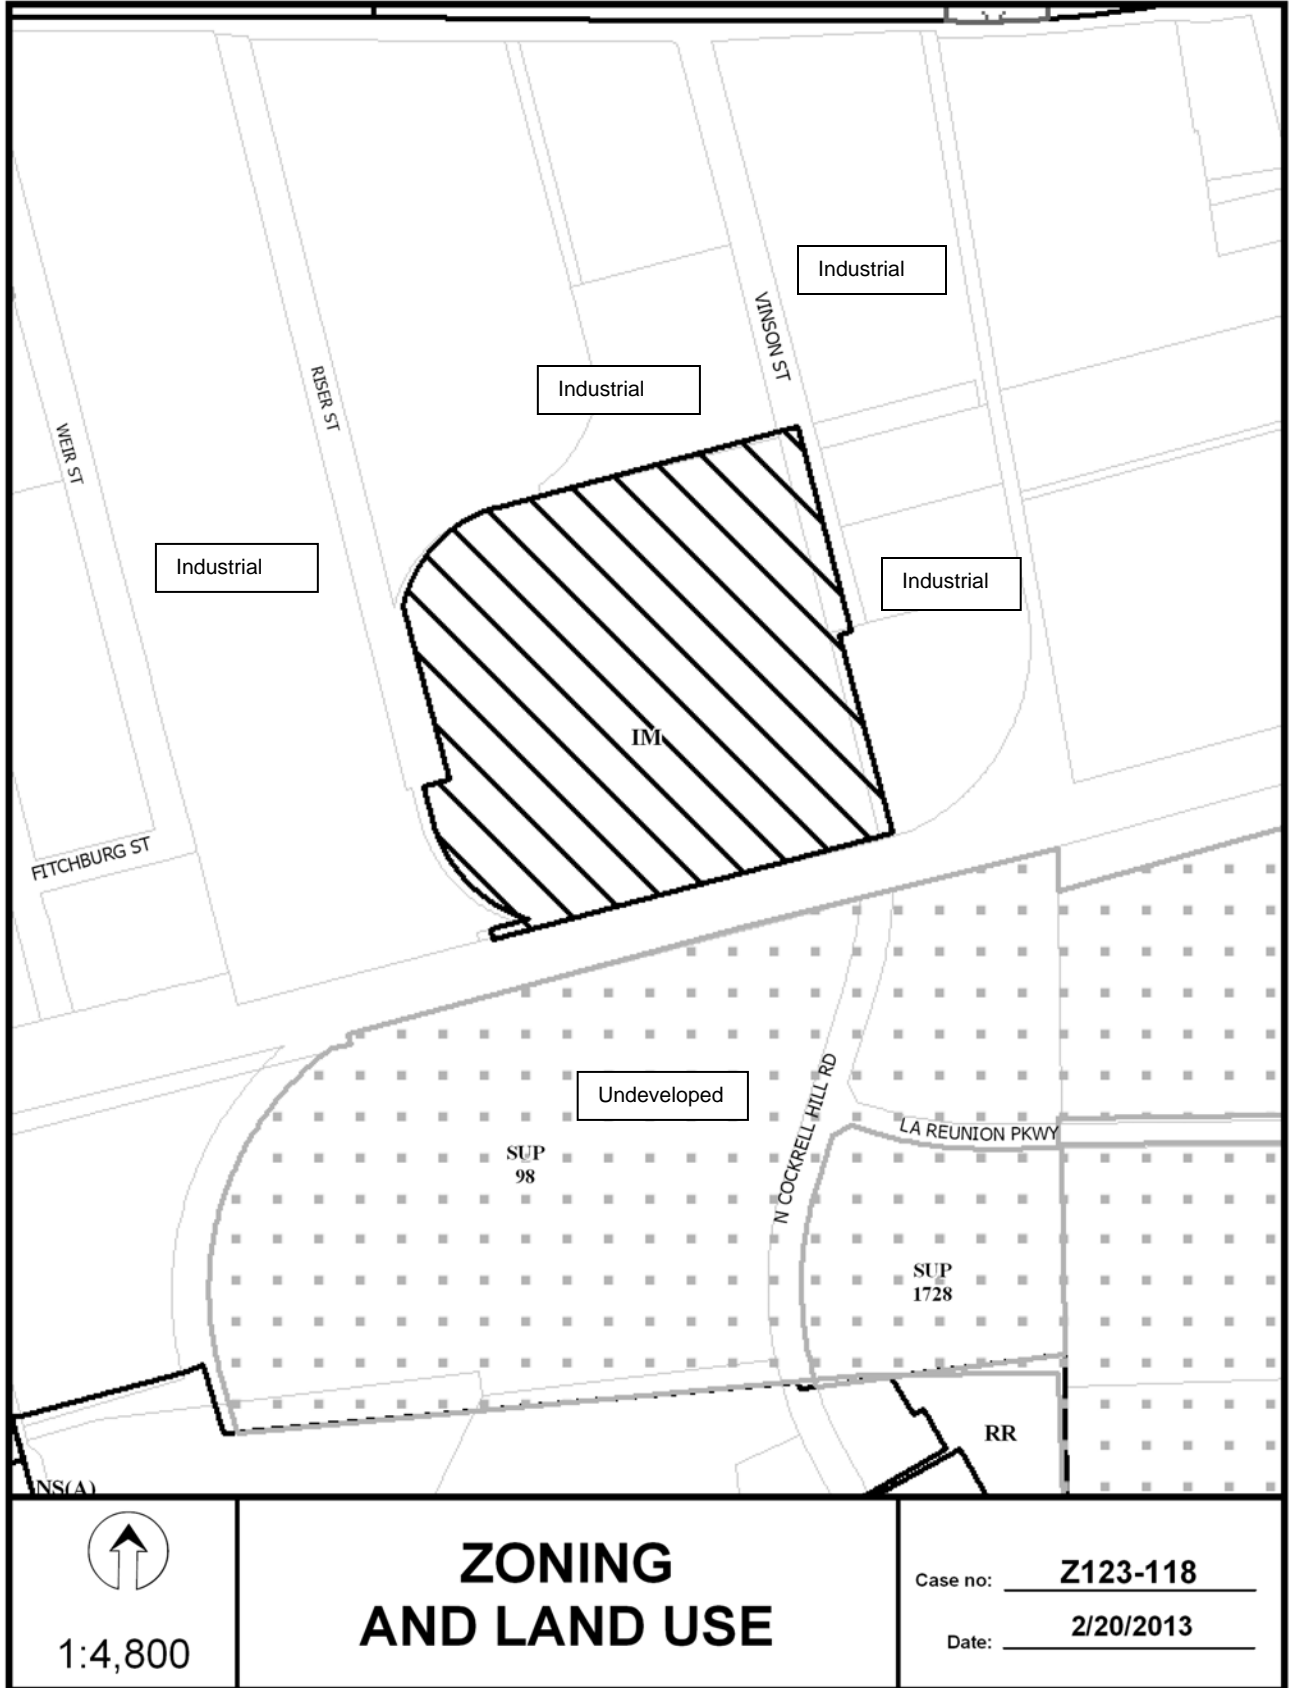 Industrial
VINSON ST
Industrial
RISER ST
WEIR ST
Industrial
Industrial
IM
FITCHBURG ST
Undeveloped
N COCKRELL HILL RD
LA REUNION PKWY
SUP
98
SUP
1728
RR
NS(A)
1:4,800
ZONING
AND LAND USE
Case no: Z123-118
Date: 2/20/2013